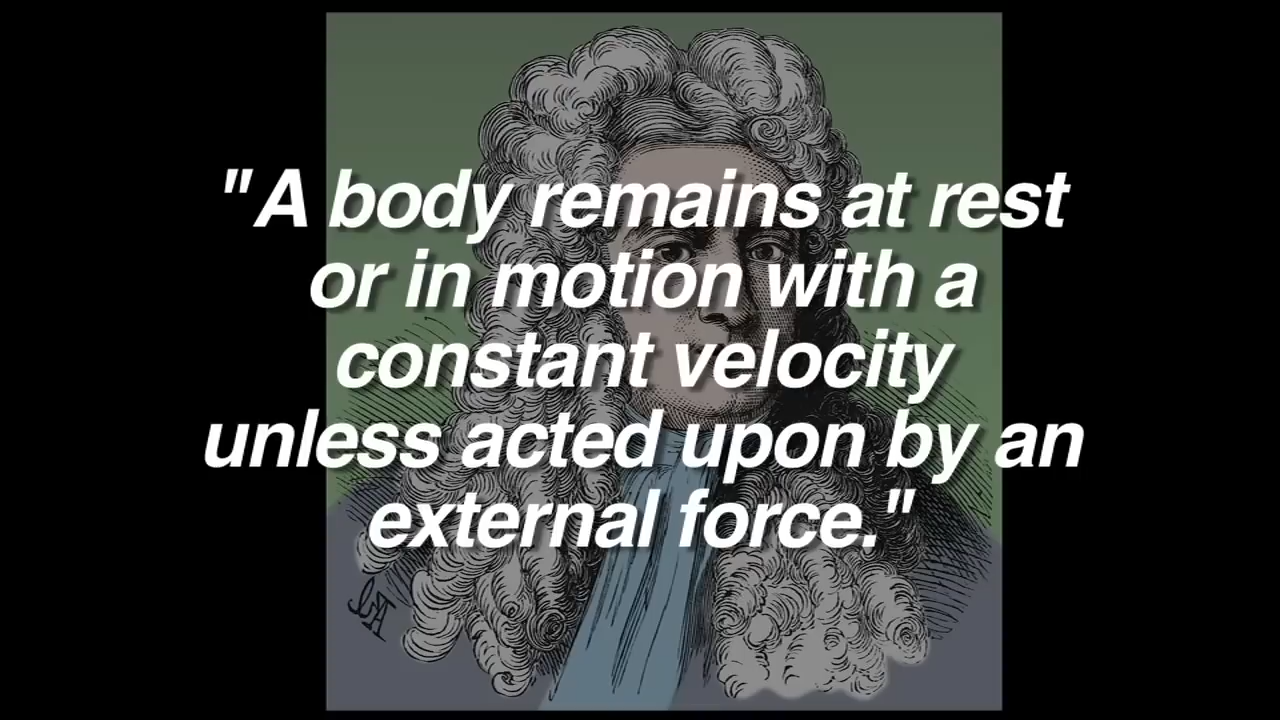 "A body remains at rest
or in motion with a
constant velocity
unless acted upon by an
external force."